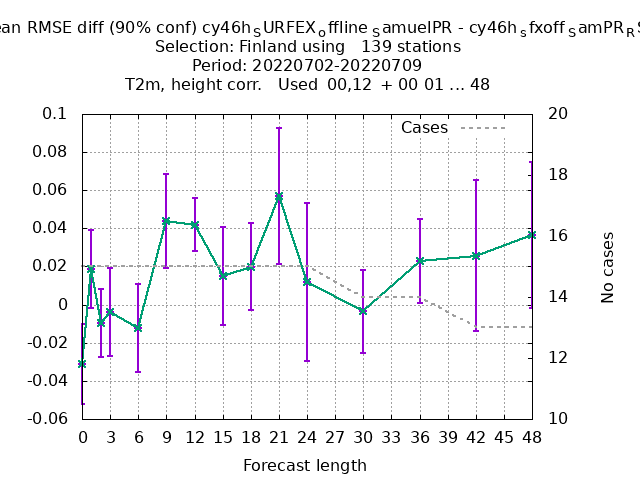 ean RMSE diff (90% conf) cy46h_SURFEX_offline_SamuelPR - cy46h_sfxoff_SamPR_RS
Selection: Finland using   139 stations
Period: 20220702-20220709
T2m, height corr.   Used  00,12  + 00 01 ... 48
Cases
0.1
0.08
0.06
0.04
0.02
0
-0.02
-0.04
-0.06
20
18
16
14
12
10
No cases
0 3 6 9 12 15 18 21 24 27 30 33 36 39 42 45 48
Forecast length